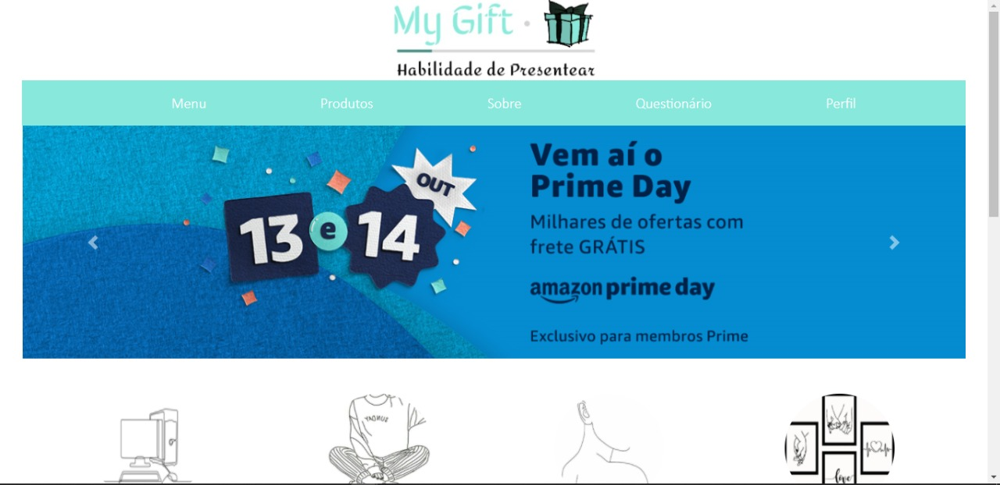 My Gift
Habilidade de Presentear
Menu Produtos Sobre Questionário Perfil
OUT
13 e 14
Vem aí o
Prime Day
Milhares de ofertas com
frete GRÁTIS
amazon prime day
Exclusivo para membros Prime
SUNDAY
love